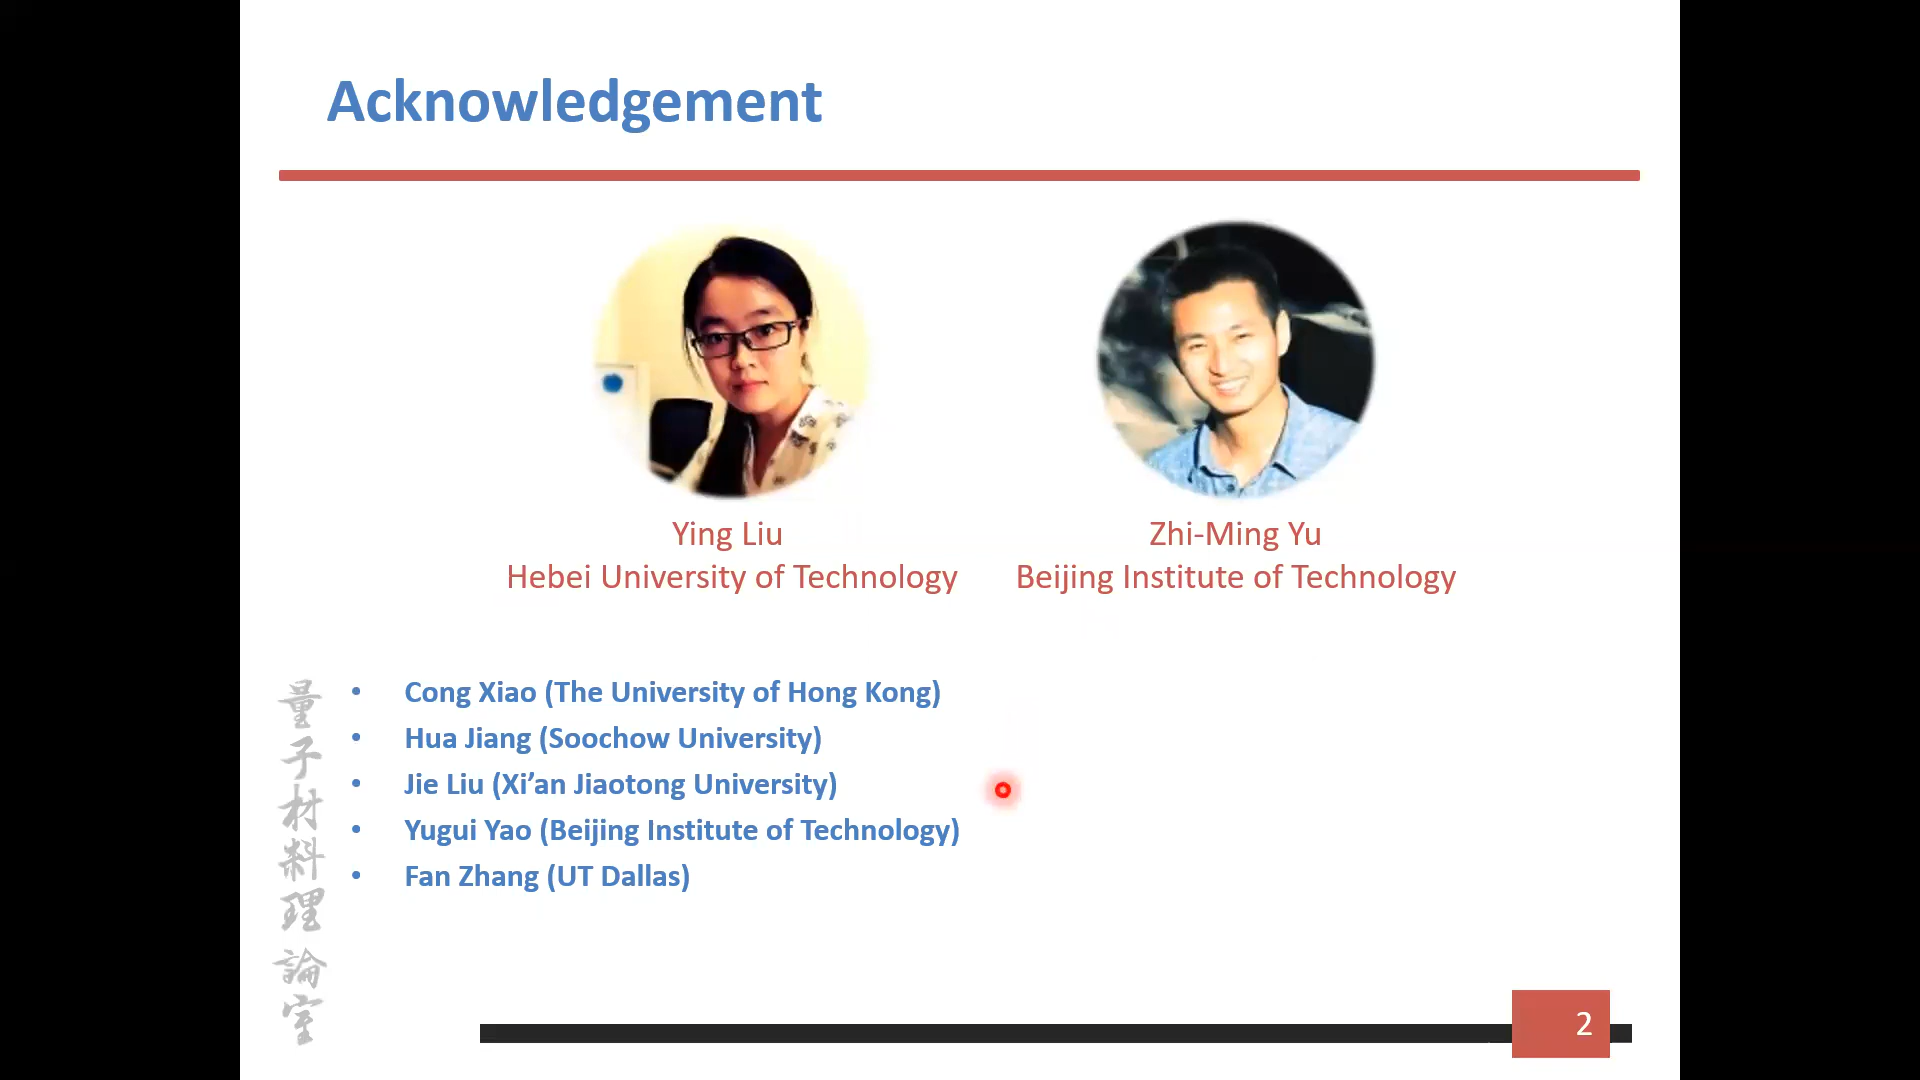 Acknowledgement
Ying Liu
Hebei University of Technology
Zhi-Ming Yu
Beijing Institute of Technology
量子材料理論室
• Cong Xiao (The University of Hong Kong)
• Hua Jiang (Soochow University)
• Jie Liu (Xi’an Jiaotong University)
• Yugui Yao (Beijing Institute of Technology)
• Fan Zhang (UT Dallas)
2